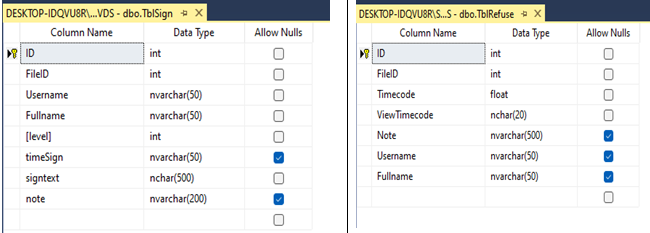 DESKTOP-IDQVU8R\...VDS - dbo.TblSign
Column Name Data Type Allow Nulls
ID int
FileID int
Username nvarchar(50)
Fullname nvarchar(50)
[level] int
timeSign nvarchar(50)
signtext nchar(500)
note nvarchar(200)
DESKTOP-IDQVU8R\S...S - dbo.TblRefuse
Column Name Data Type Allow Nulls
ID int
FileID int
Timecode float
ViewTimecode nchar(20)
Note nvarchar(500)
Username nvarchar(50)
Fullname nvarchar(50)